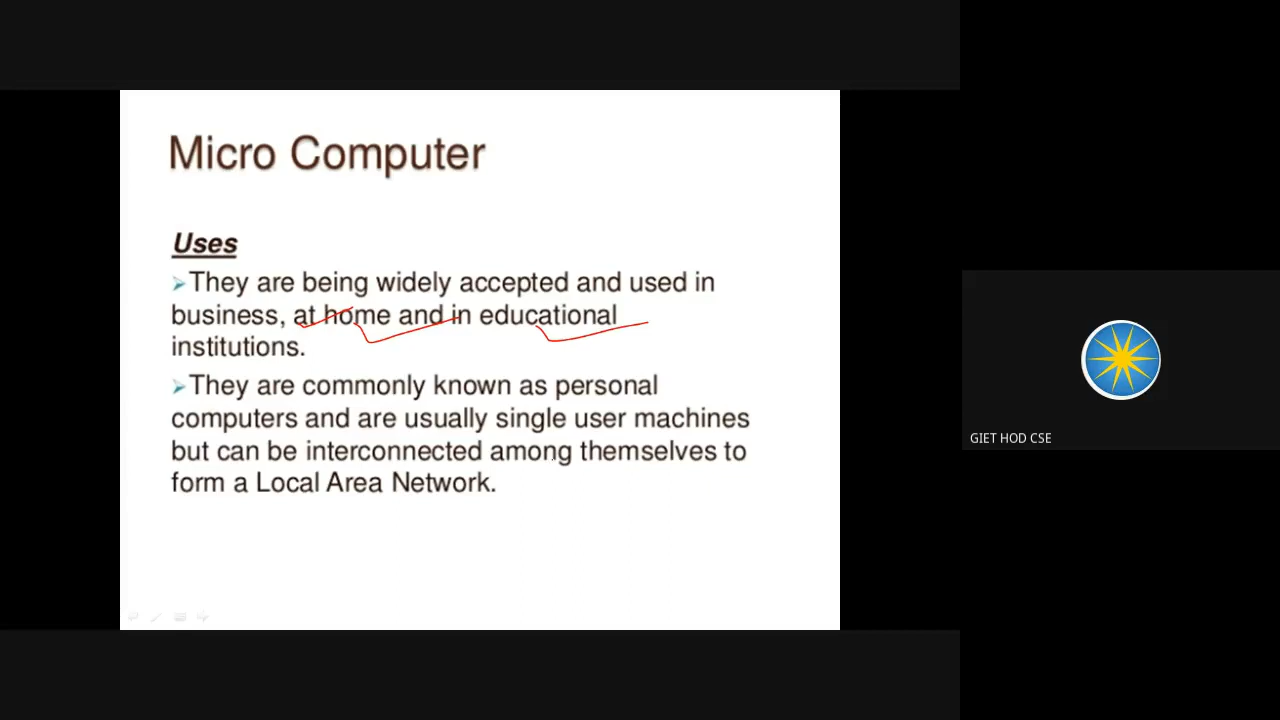 Micro Computer
Uses
➢They are being widely accepted and used in
business, at home and in educational
institutions.
➢They are commonly known as personal
computers and are usually single user machines
but can be interconnected among themselves to
form a Local Area Network.
GIET HOD CSE